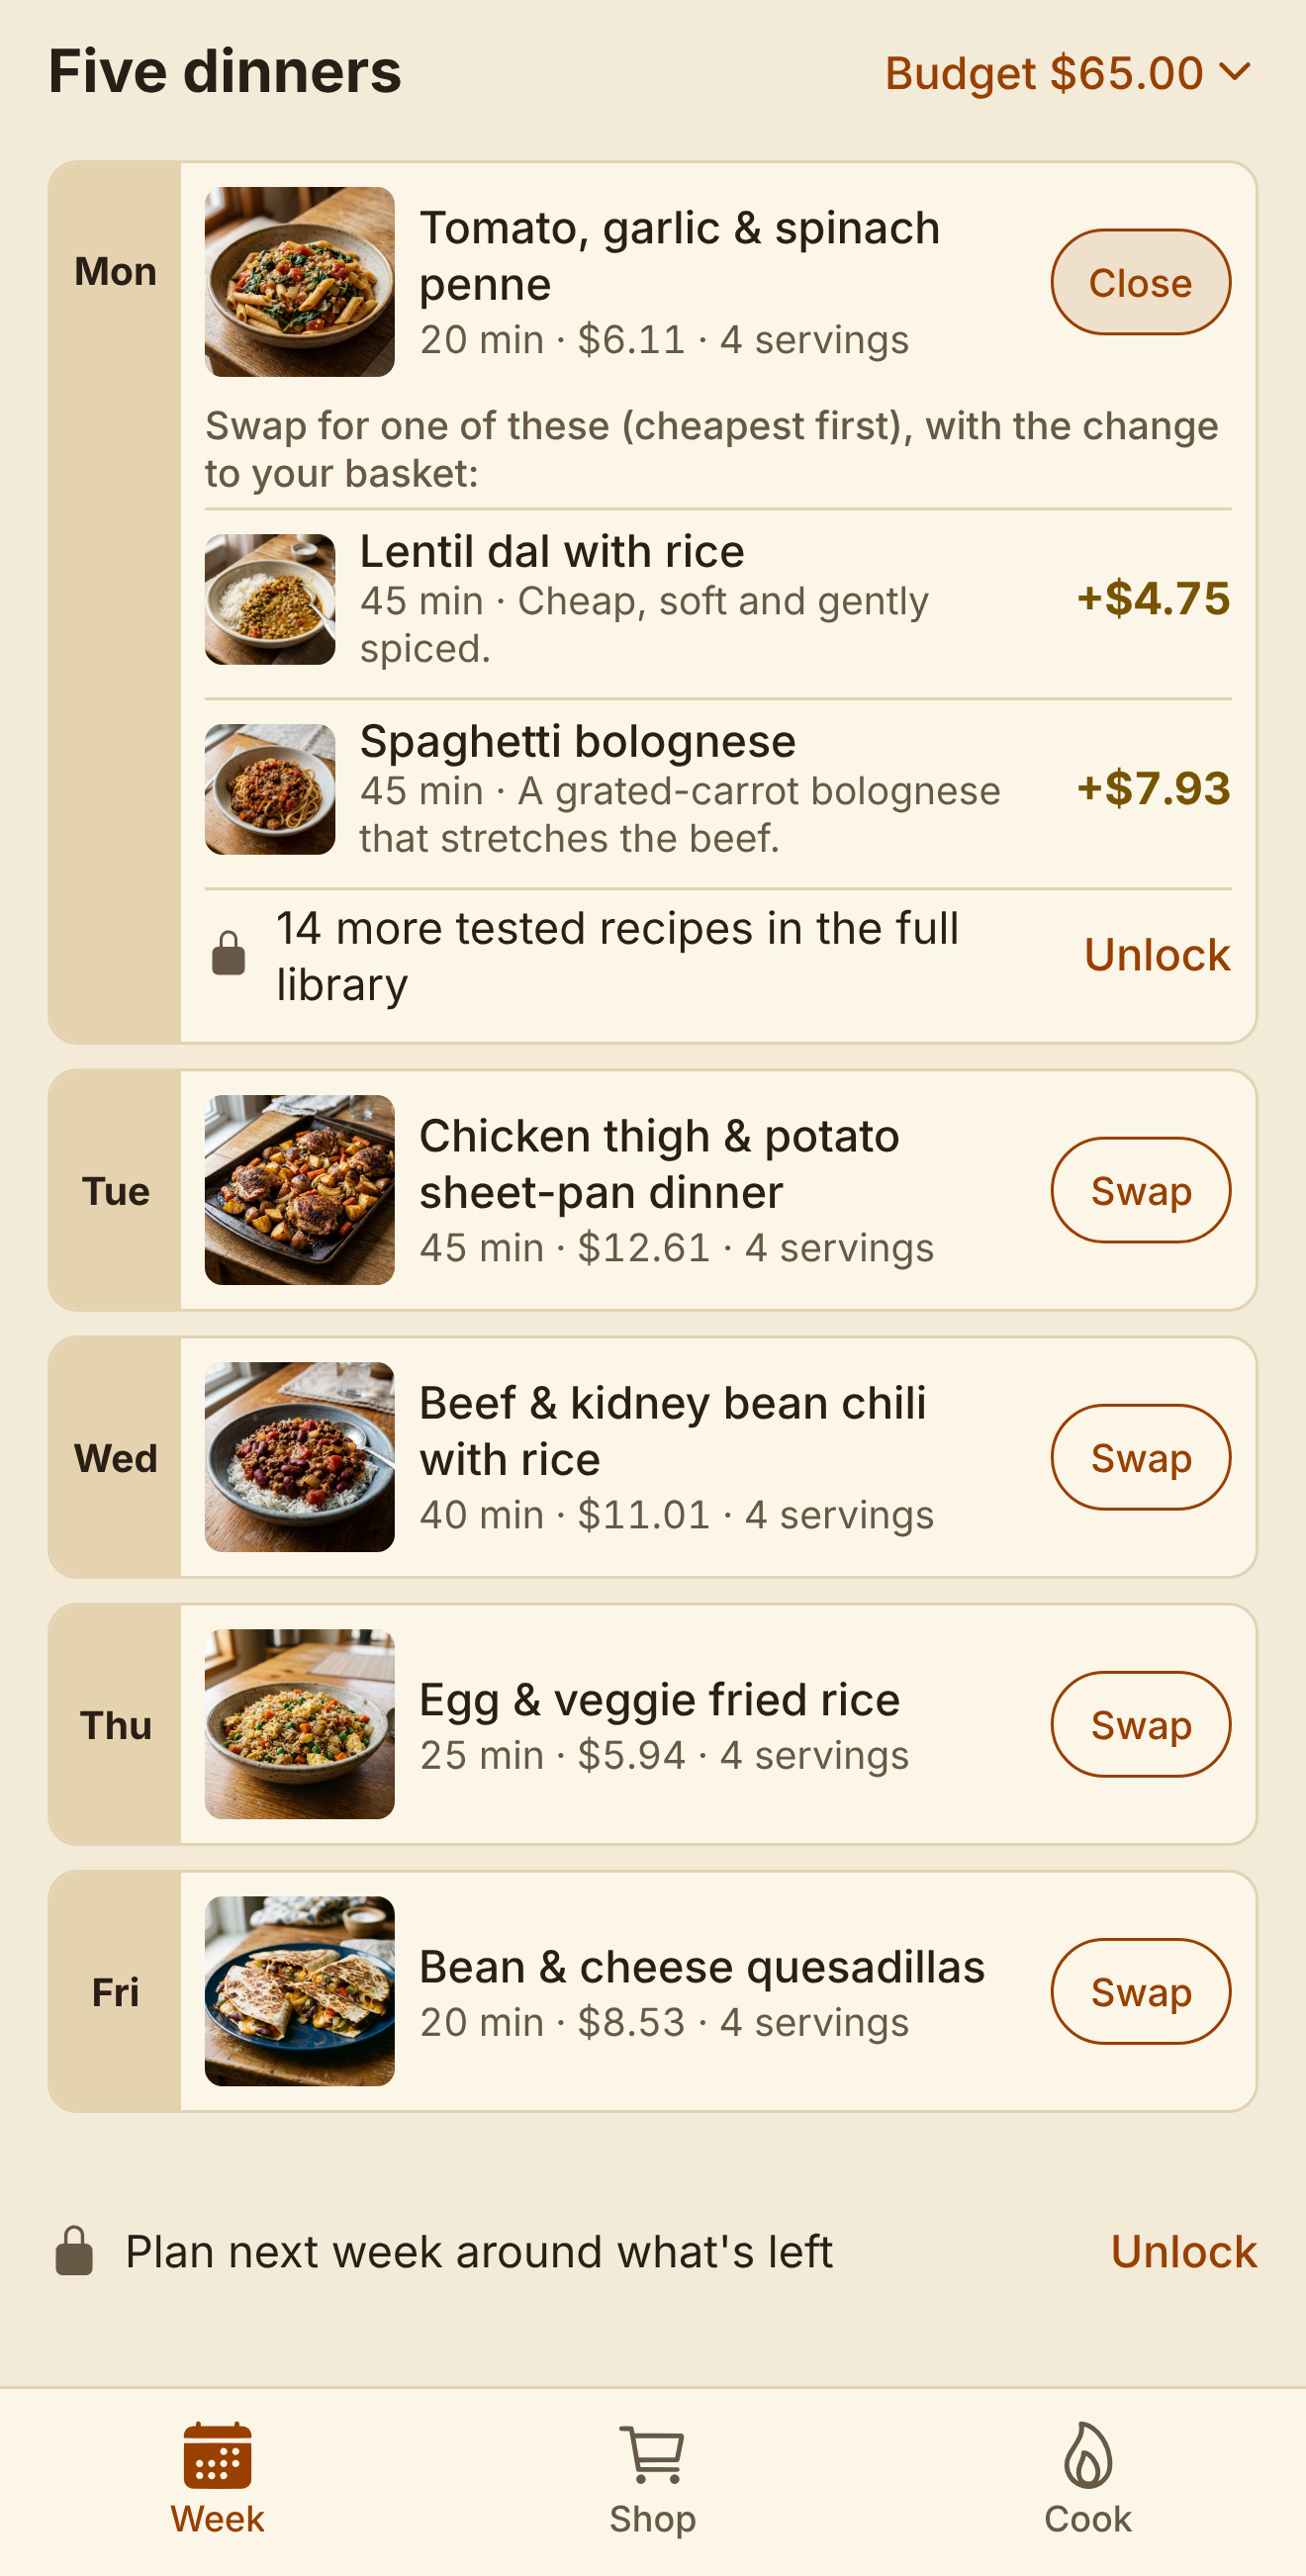 Five dinners
Budget $65.00
Mon
Tomato, garlic & spinach
penne
20 min · $6.11 · 4 servings
Close
Swap for one of these (cheapest first), with the change
to your basket:
Lentil dal with rice
45 min · Cheap, soft and gently
spiced.
+$4.75
Spaghetti bolognese
45 min · A grated-carrot bolognese
that stretches the beef.
+$7.93
14 more tested recipes in the full
library
Unlock
Tue
Chicken thigh & potato
sheet-pan dinner
45 min · $12.61 · 4 servings
Swap
Wed
Beef & kidney bean chili
with rice
40 min · $11.01 · 4 servings
Swap
Thu
Egg & veggie fried rice
25 min · $5.94 · 4 servings
Swap
Fri
Bean & cheese quesadillas
20 min · $8.53 · 4 servings
Swap
Plan next week around what's left
Unlock
Week
Shop
Cook